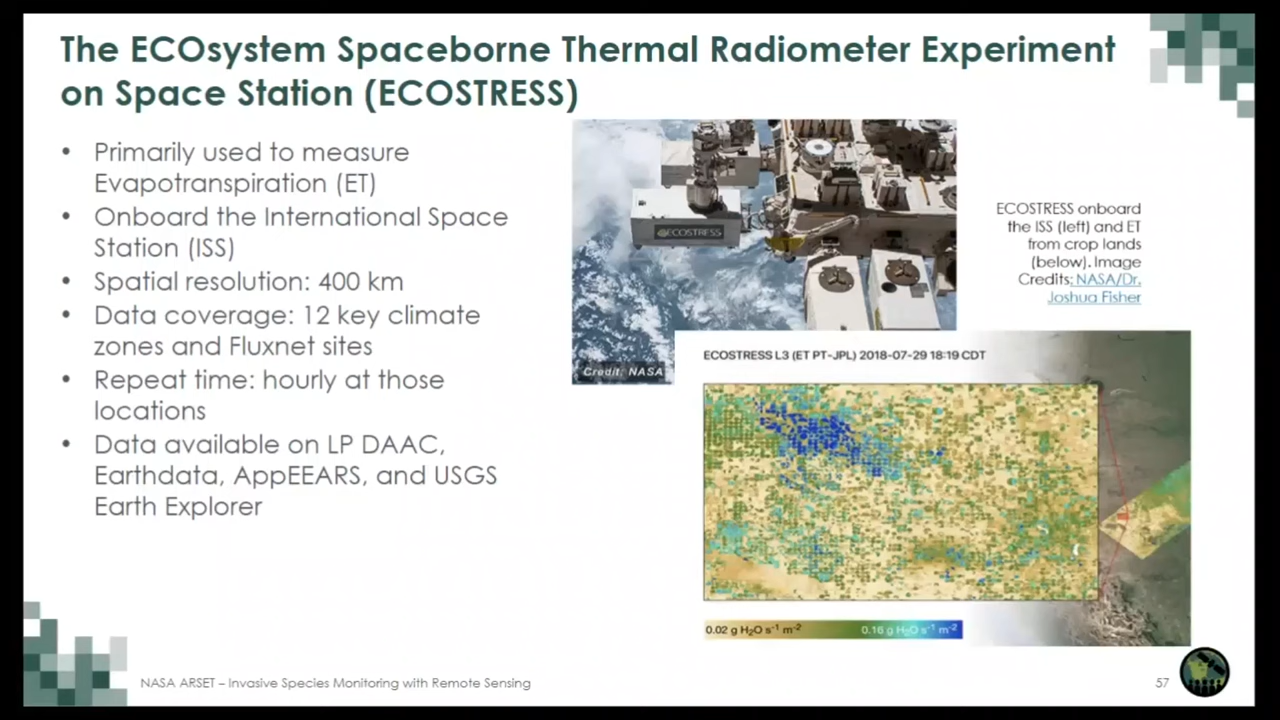 The ECOsystem Spaceborne Thermal Radiometer Experiment
on Space Station (ECOSTRESS)
• Primarily used to measure
Evapotranspiration (ET)
• Onboard the International Space
Station (ISS)
• Spatial resolution: 400 km
• Data coverage: 12 key climate
zones and Fluxnet sites
• Repeat time: hourly at those
locations
• Data available on LP DAAC,
Earthdata, AppEEARS, and USGS
Earth Explorer
ECOSTRESS
Credit: NASA
ECOSTRESS onboard
the ISS (left) and ET
from crop lands
(below). Image
Credits: NASA/Dr.
Joshua Fisher
ECOSTRESS L3 (ET PT-JPL) 2018-07-29 18:19 CDT
0.02 g H₂O s⁻¹ m⁻² 0.16 g H₂O s⁻¹ m⁻²
NASA ARSET – Invasive Species Monitoring with Remote Sensing
57